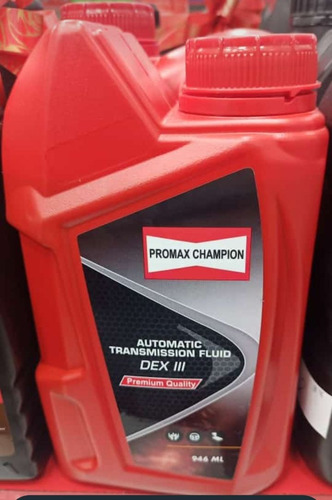 PROMAX CHAMPION
AUTOMATIC
TRANSMISSION FLUID
DEX III
Premium Quality
946 ML